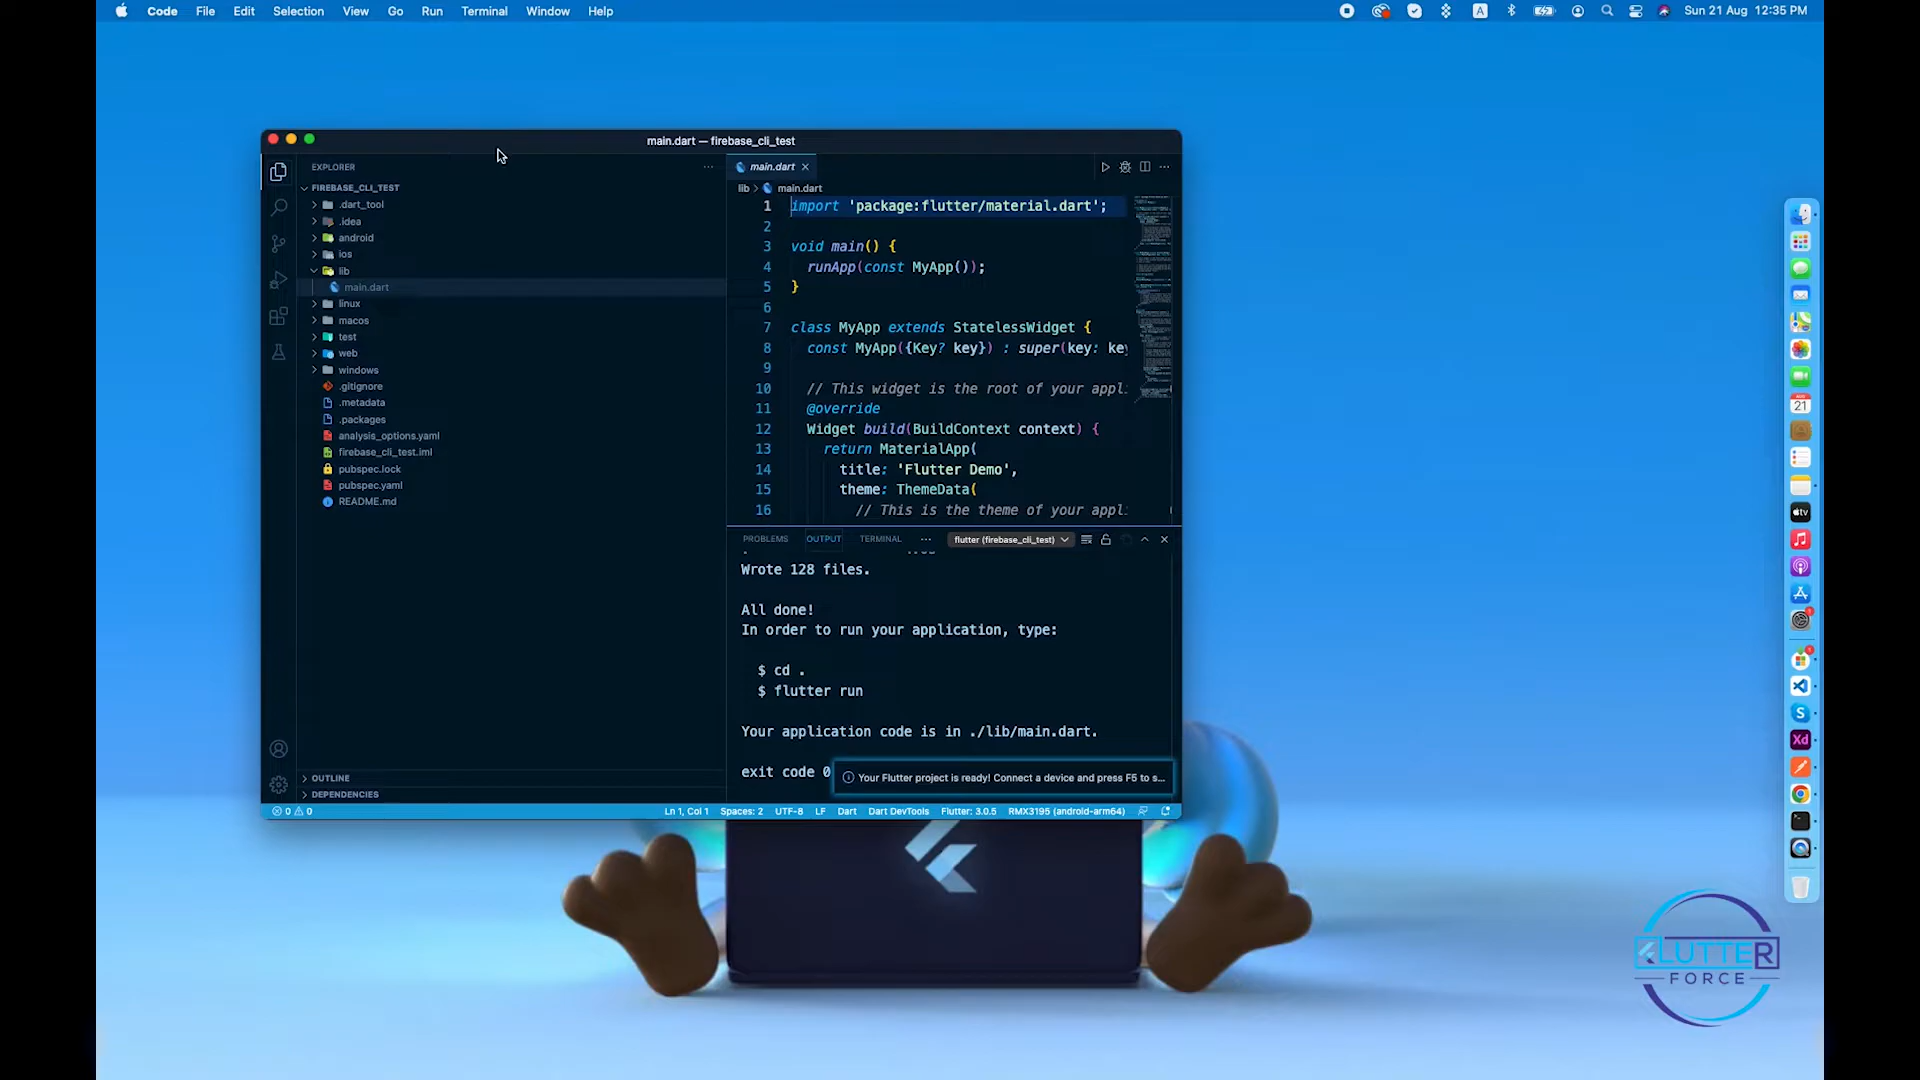 Code File Edit Selection View Go Run Terminal Window Help
A
Sun 21 Aug 12:35 PM
main.dart — firebase_cli_test
EXPLORER
FIREBASE_CLI_TEST
.dart_tool
.idea
android
ios
lib
main.dart
linux
macos
test
web
windows
.gitignore
.metadata
.packages
analysis_options.yaml
firebase_cli_test.iml
pubspec.lock
pubspec.yaml
README.md
OUTLINE
DEPENDENCIES
main.dart
lib > main.dart
1 import 'package:flutter/material.dart';
2
3 void main() {
4 runApp(const MyApp());
5 }
6
7 class MyApp extends StatelessWidget {
8 const MyApp({Key? key}) : super(key: key
9
10 // This widget is the root of your appl
11 @override
12 Widget build(BuildContext context) {
13 return MaterialApp(
14 title: 'Flutter Demo',
15 theme: ThemeData(
16 // This is the theme of your appl
PROBLEMS OUTPUT TERMINAL ... flutter (firebase_cli_test)
Wrote 128 files.
All done!
In order to run your application, type:
$ cd .
$ flutter run
Your application code is in ./lib/main.dart.
exit code 0
Your Flutter project is ready! Connect a device and press F5 to s...
0 0
Ln 1, Col 1 Spaces: 2 UTF-8 LF Dart Dart DevTools Flutter: 3.0.5 RMX3195 (android-arm64)
AUG
21
tv
S
Xd
FLUTTER
FORCE